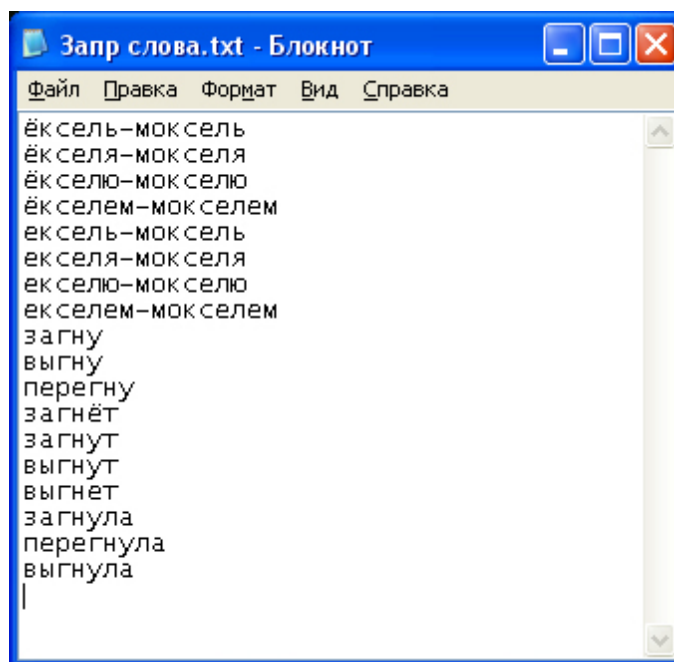 Запр слова.txt - Блокнот
Файл Правка Формат Вид Справка
ёксель-моксель
ёкселя-мокселя
ёкселю-мокселю
ёкселем-мокселем
ексель-моксель
екселя-мокселя
екселю-мокселю
екселем-мокселем
загну
выгну
перегну
загнёт
загнут
выгнут
выгнет
загнула
перегнула
выгнула